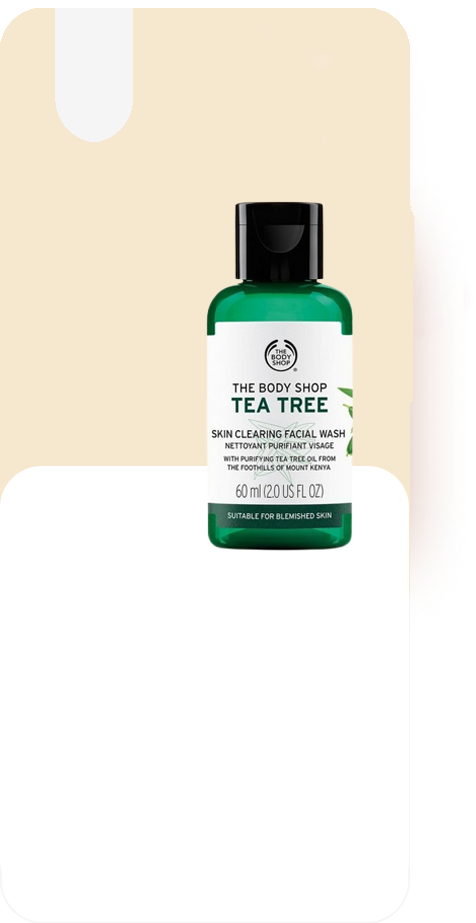 THE
BODY
SHOP
THE BODY SHOP
TEA TREE
SKIN CLEARING FACIAL WASH
NETTOYANT PURIFIANT VISAGE
WITH PURIFYING TEA TREE OIL FROM
THE FOOTHILLS OF MOUNT KENYA
60 ml (2.0 US FL OZ)
SUITABLE FOR BLEMISHED SKIN